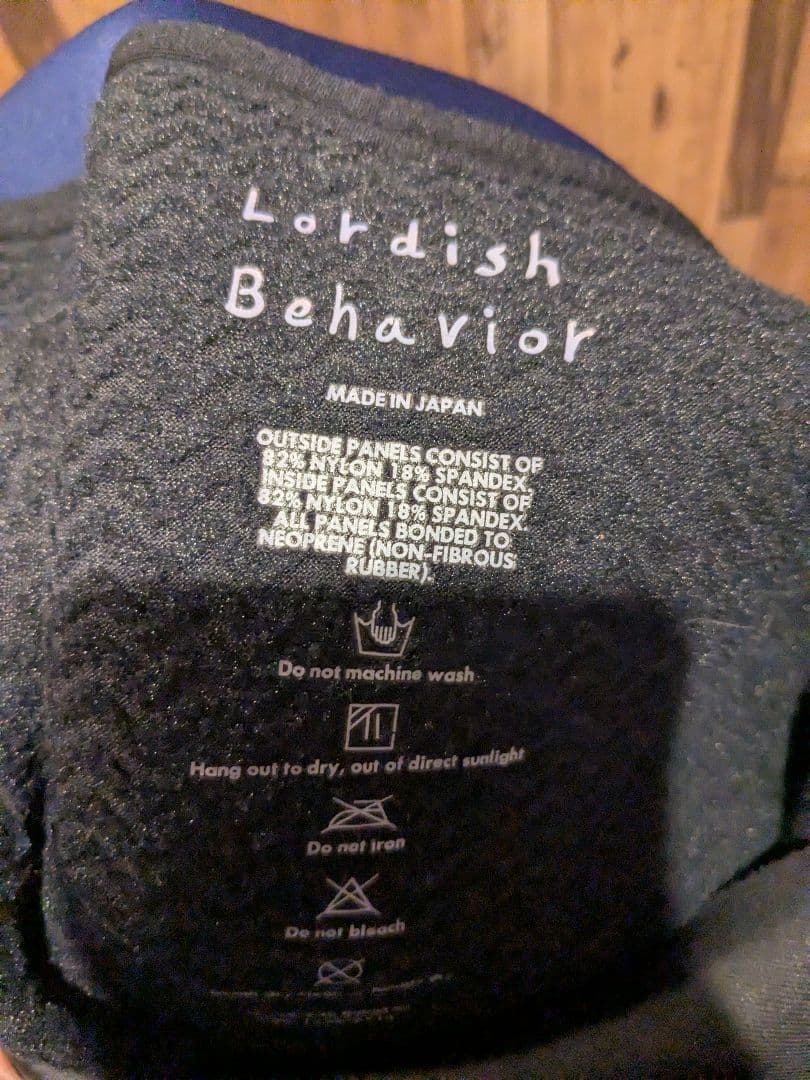 Lordish
Behavior
MADE IN JAPAN
OUTSIDE PANELS CONSIST OF
82% NYLON 18% SPANDEX.
INSIDE PANELS CONSIST OF
82% NYLON 18% SPANDEX.
ALL PANELS BONDED TO
NEOPRENE (NON-FIBROUS
RUBBER).
Do not machine wash
Hang out to dry, out of direct sunlight
Do not iron
Do not bleach